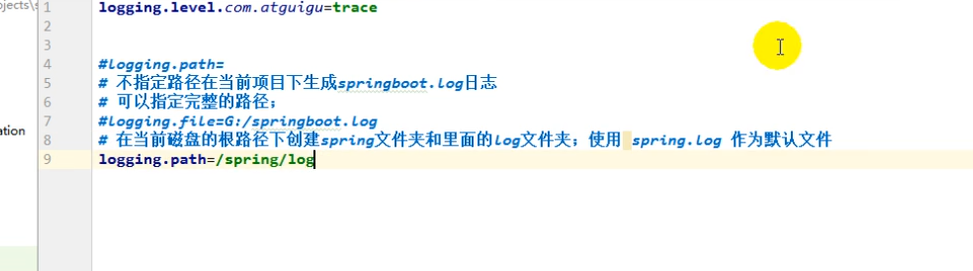 ojects\s
1 logging.level.com.atguigu=trace
2
3
4 #logging.path=
5 # 不指定路径在当前项目下生成springboot.log日志
6 # 可以指定完整的路径；
ation
7 #logging.file=G:/springboot.log
8 # 在当前磁盘的根路径下创建spring文件夹和里面的log文件夹；使用 spring.log 作为默认文件
9 logging.path=/spring/log